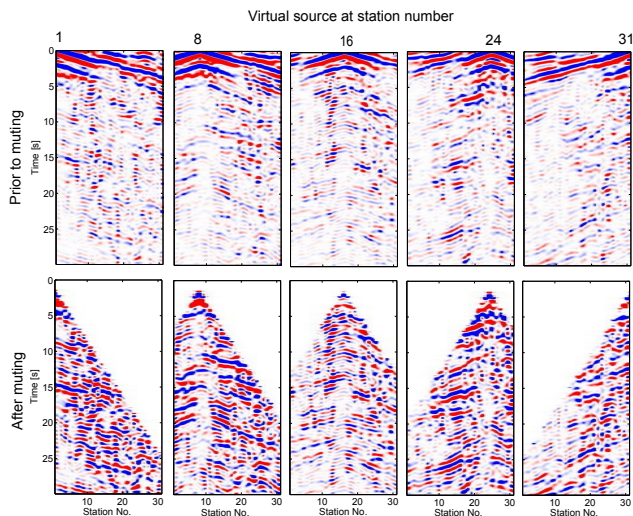 Virtual source at station number
1 8 16 24 31
Prior to muting
Time [s]
0
5
10
15
20
25
After muting
Time [s]
0
5
10
15
20
25
10 20 30 10 20 30 10 20 30 10 20 30 10 20 30
Station No. Station No. Station No. Station No. Station No.